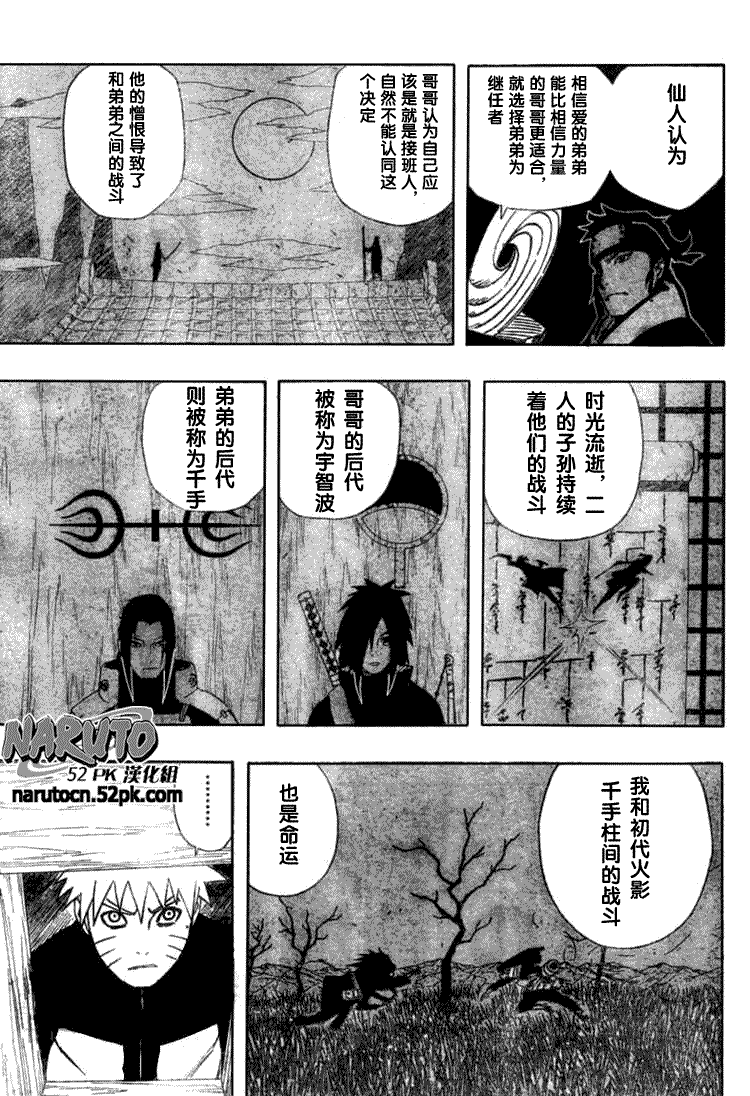 仙人认为
相信爱的弟弟
能比相信力量
的哥哥更适合，
就选择弟弟为
继任者
哥哥认为自己应
该是就是接班人，
自然不能认同这
个决定
他的憎恨导致了
和弟弟之间的战斗
时光流逝，二
人的子孙持续
着他们的战斗
哥哥的后代
被称为宇智波
弟弟的后代
则被称为千手
我和初代火影
千手柱间的战斗
也是命运
………
NARUTO
52 PK 漢化組
narutocn.52pk.com